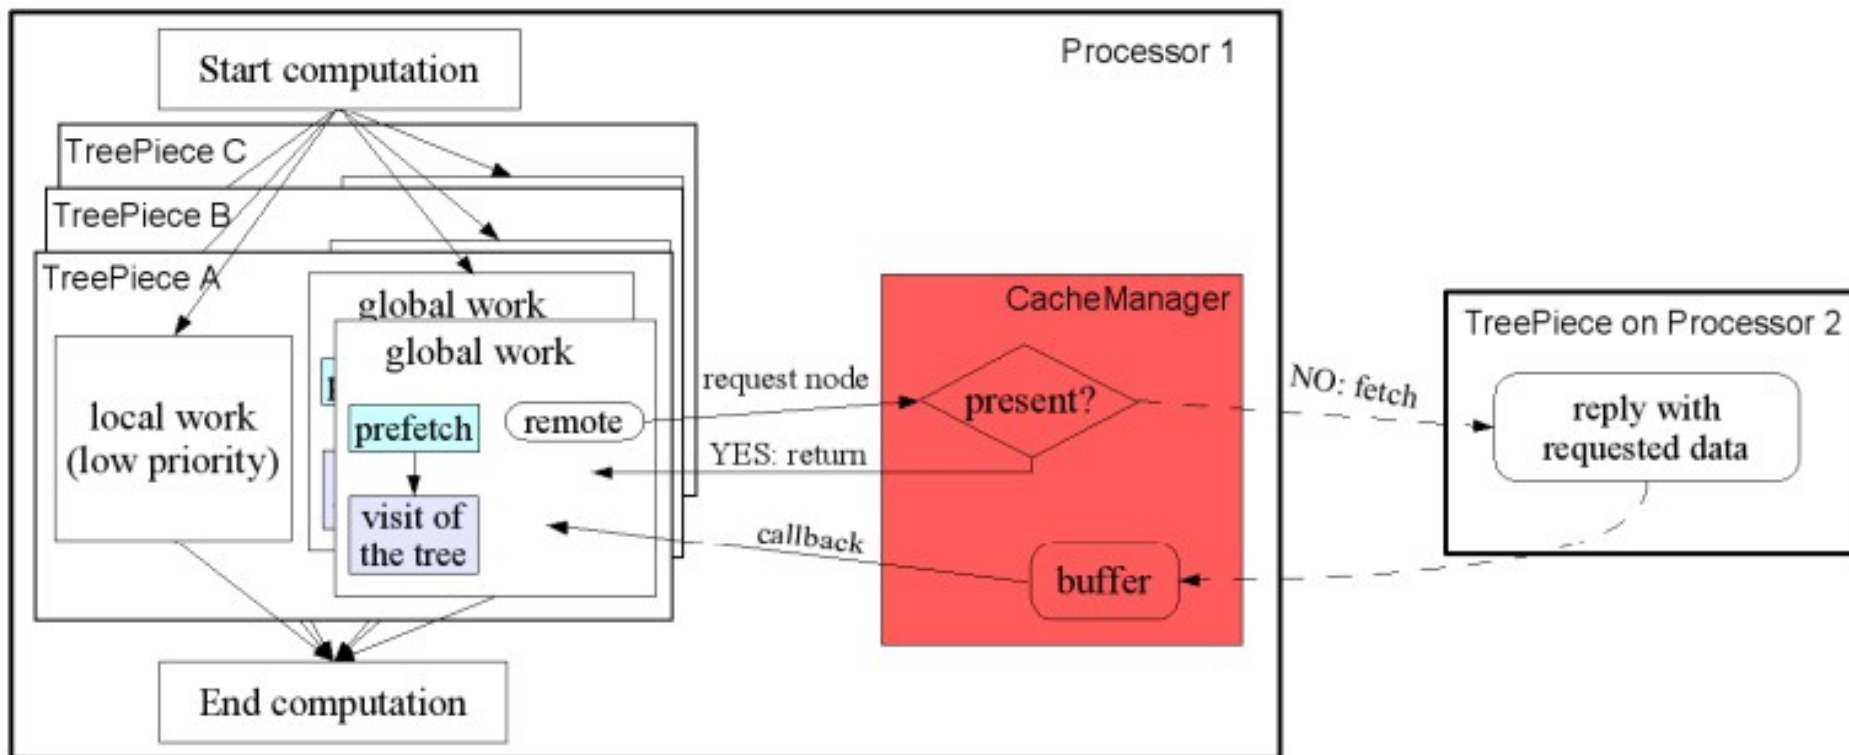 Processor 1
Start computation
TreePiece C
TreePiece B
TreePiece A
global work
global work
local work
(low priority)
prefetch
remote
visit of
the tree
request node
YES: return
callback
CacheManager
present?
buffer
NO: fetch
TreePiece on Processor 2
reply with
requested data
End computation